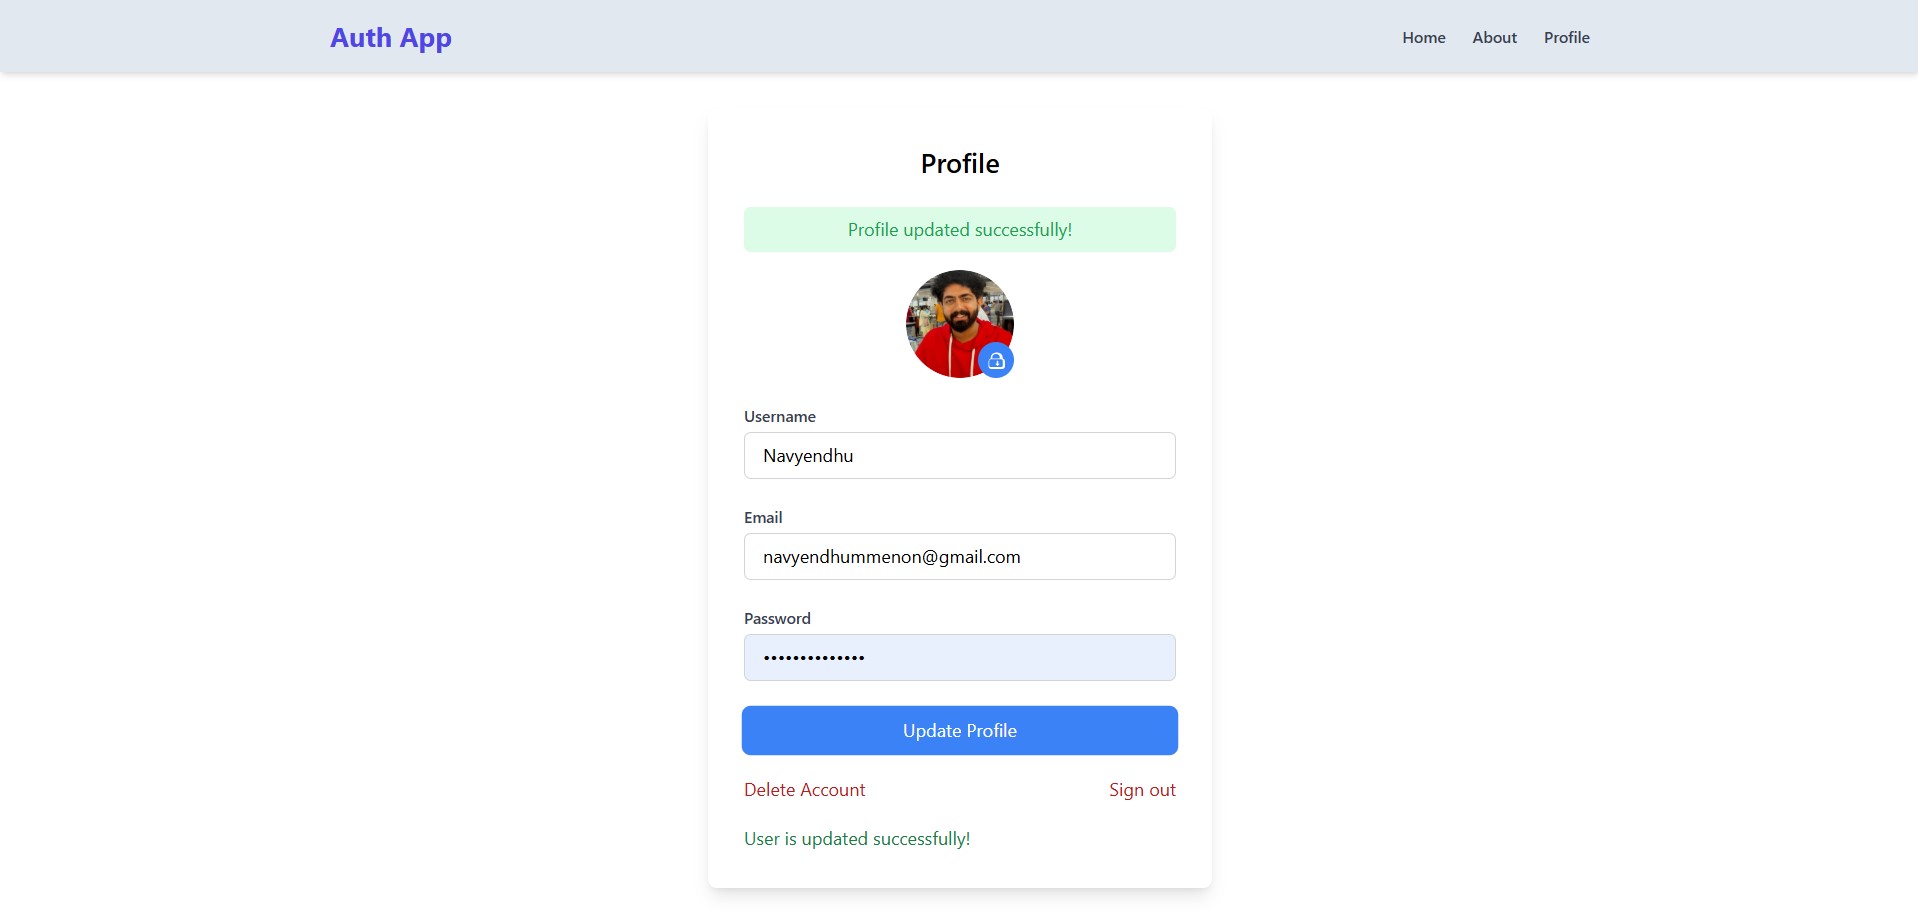 Auth App
Home About Profile
Profile
Profile updated successfully!
Username
Navyendhu
Email
navyendhummenon@gmail.com
Password
••••••••••••••
Update Profile
Delete Account Sign out
User is updated successfully!